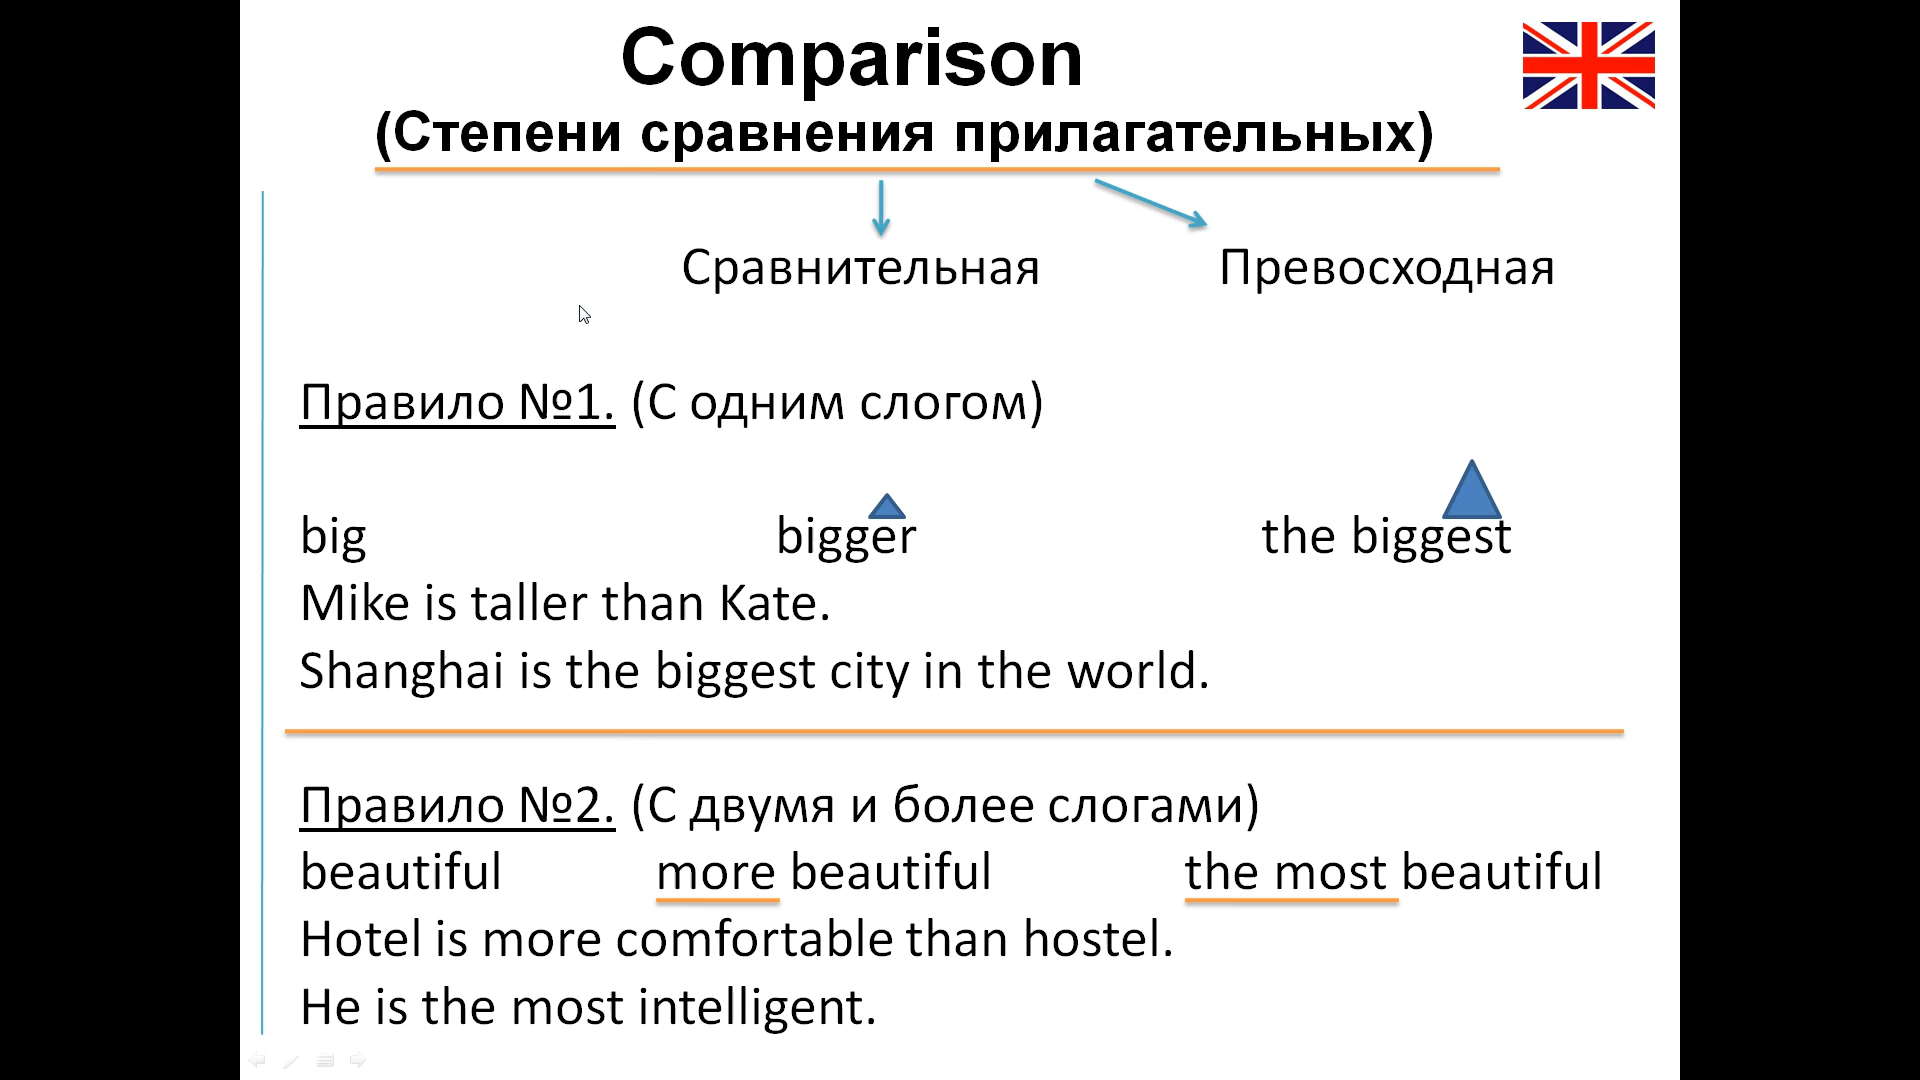 Comparison
(Степени сравнения прилагательных)
Сравнительная Превосходная
Правило №1. (С одним слогом)
big bigger the biggest
Mike is taller than Kate.
Shanghai is the biggest city in the world.
Правило №2. (С двумя и более слогами)
beautiful more beautiful the most beautiful
Hotel is more comfortable than hostel.
He is the most intelligent.